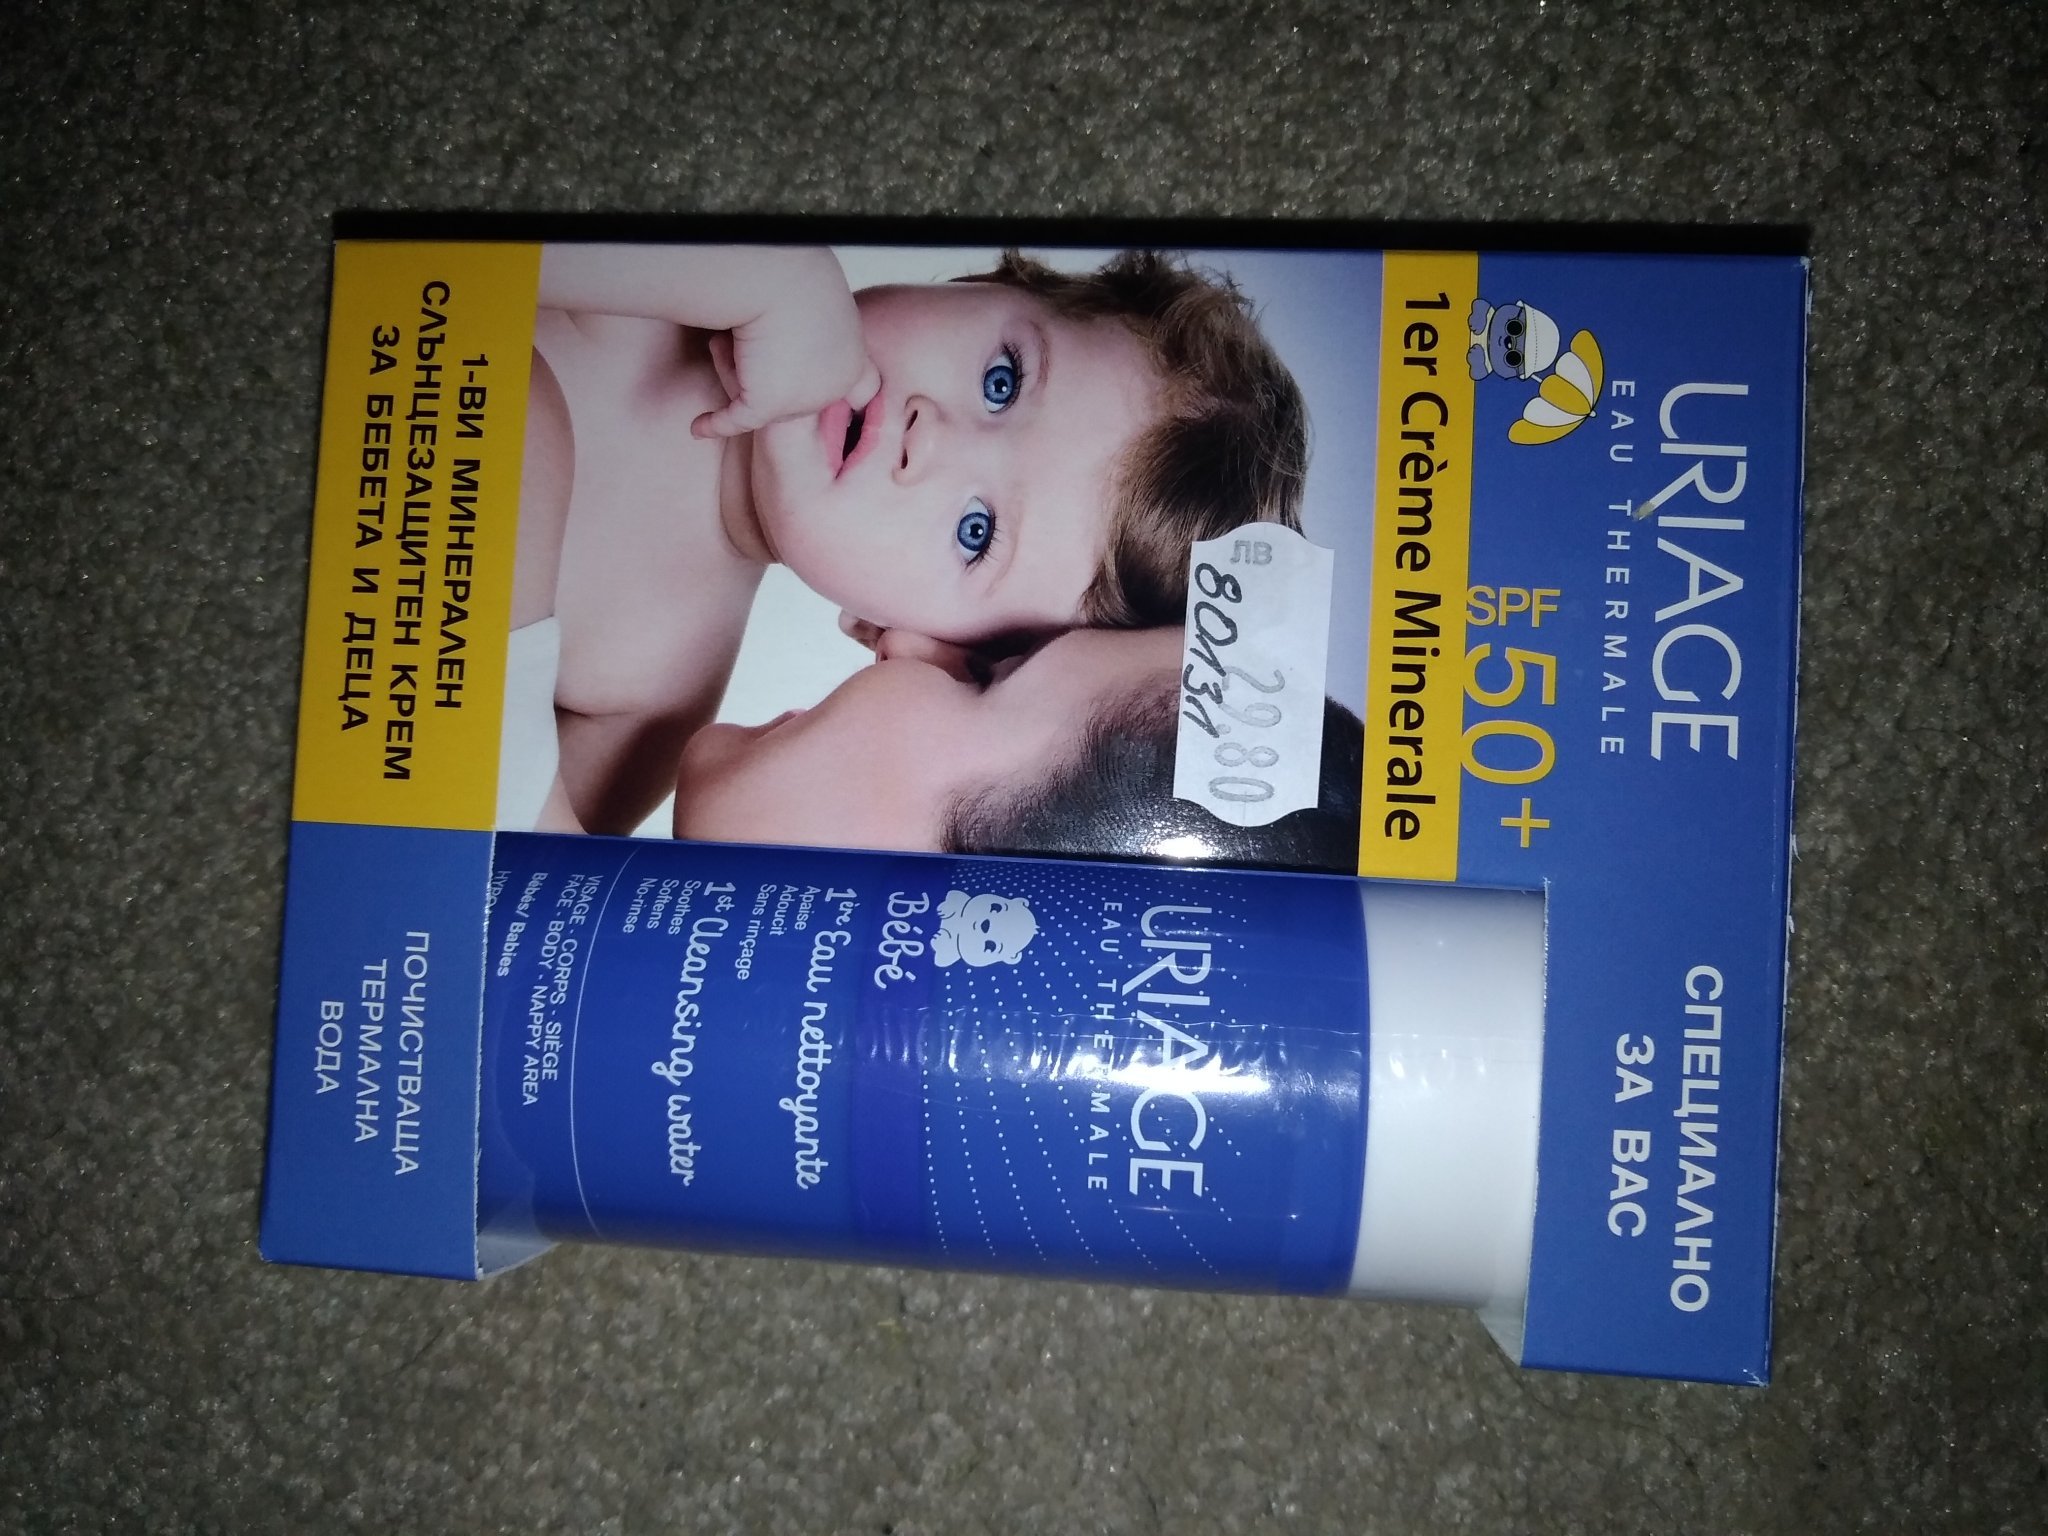 URIAGE
EAU THERMALE
SPF 50+
1er Crème Minerale
лв
29.80
1-ВИ МИНЕРАЛЕН
СЛЪНЦЕЗАЩИТЕН КРЕМ
ЗА БЕБЕТА И ДЕЦА
СПЕЦИАЛНО
ЗА ВАС
URIAGE
EAU THERMALE
Bébé
1ère Eau nettoyante
Apaise
Adoucit
Sans rinçage
1st Cleansing water
Soothes
Softens
No-rinse
VISAGE - CORPS - SIÈGE
FACE - BODY - NAPPY AREA
Bébés/ Babies
ПОЧИСТВАЩА
ТЕРМАЛНА
ВОДА